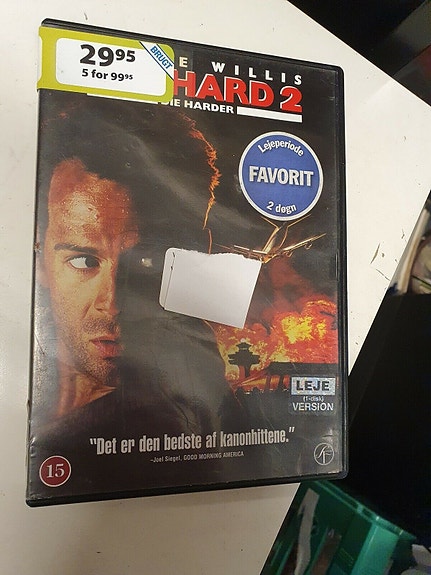 29⁹⁵
5 for 99⁹⁵
BRUGT
E WILLIS
HARD 2
DIE HARDER
Lejeperiode
FAVORIT
2 døgn
LEJE
(1-disk)
VERSION
"Det er den bedste af kanonhittene."
–Joel Siegel, GOOD MORNING AMERICA
15